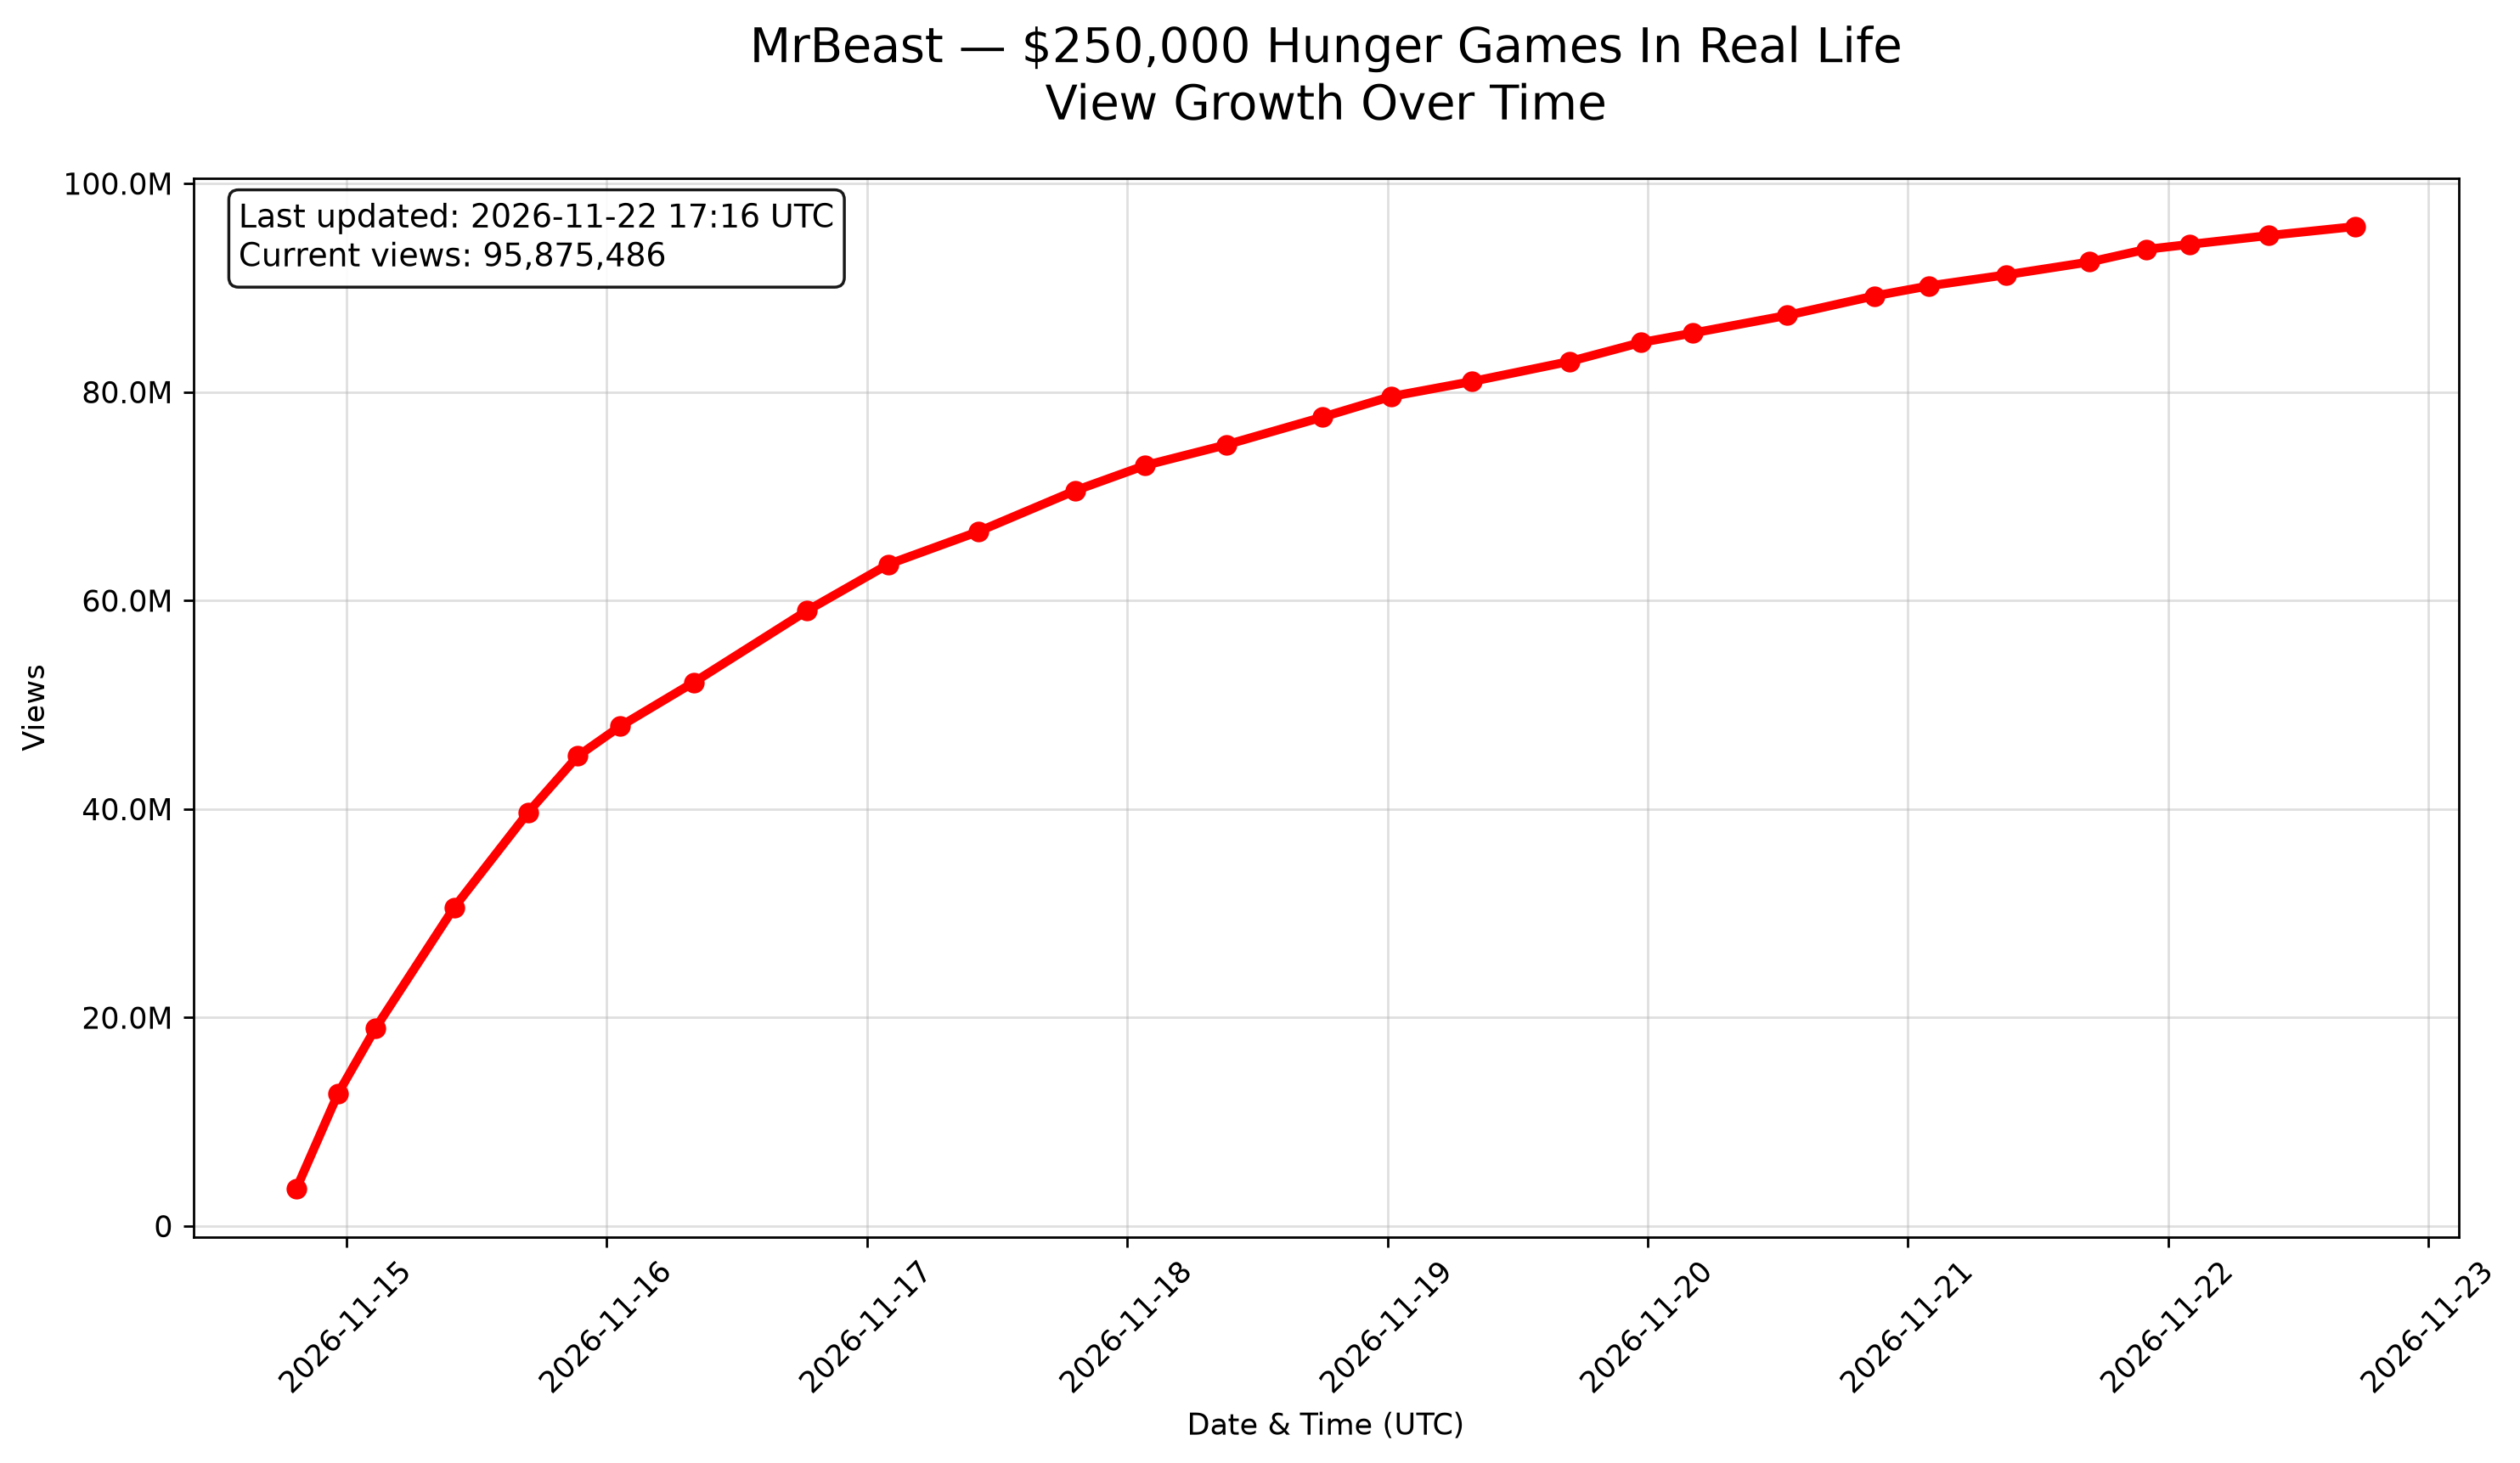 MrBeast — $250,000 Hunger Games In Real Life
View Growth Over Time
Last updated: 2026-11-22 17:16 UTC
Current views: 95,875,486
100.0M
80.0M
60.0M
40.0M
20.0M
0
Views
2026-11-15
2026-11-16
2026-11-17
2026-11-18
2026-11-19
2026-11-20
2026-11-21
2026-11-22
2026-11-23
Date & Time (UTC)